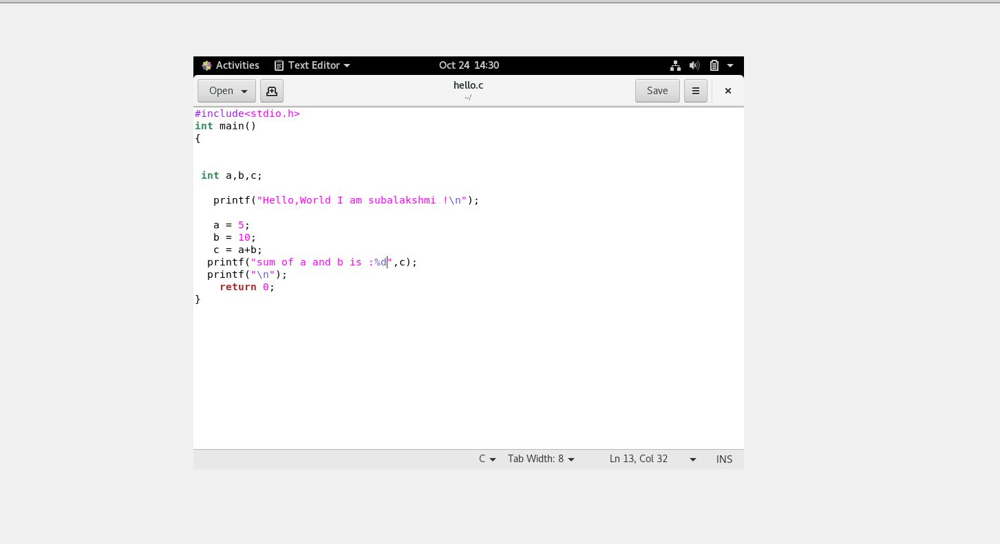 Activities Text Editor Oct 24 14:30
Open hello.c Save
~/
#include<stdio.h>
int main()
{
 int a,b,c;
   printf("Hello,World I am subalakshmi !\n");
   a = 5;
   b = 10;
   c = a+b;
  printf("sum of a and b is :%d",c);
  printf("\n");
    return 0;
}
C Tab Width: 8 Ln 13, Col 32 INS